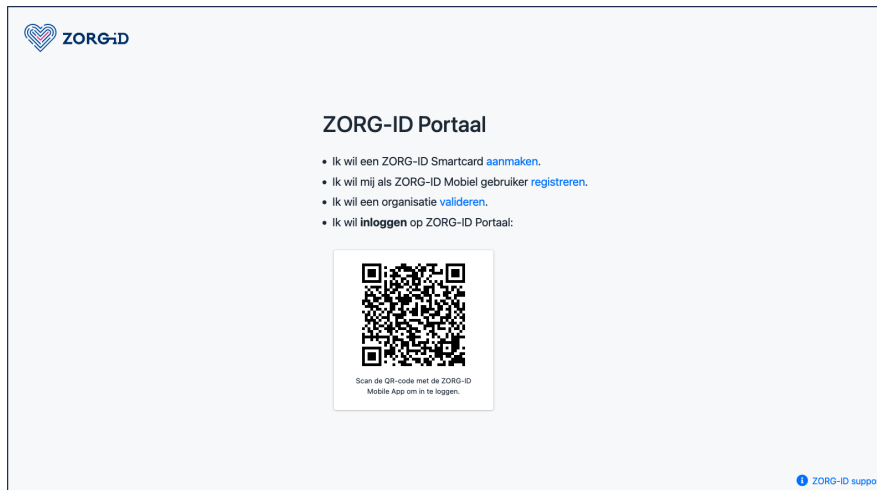 ZORG-iD
ZORG-ID Portaal
• Ik wil een ZORG-ID Smartcard aanmaken.
• Ik wil mij als ZORG-ID Mobiel gebruiker registreren.
• Ik wil een organisatie valideren.
• Ik wil inloggen op ZORG-ID Portaal:
Scan de QR-code met de ZORG-ID
Mobile App om in te loggen.
ZORG-ID suppo